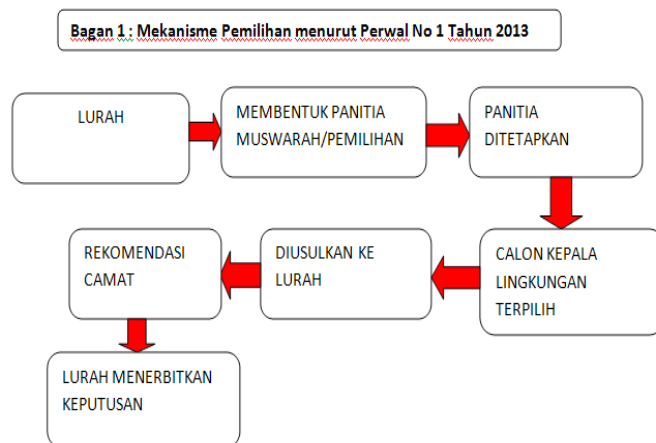 Bagan 1 : Mekanisme Pemilihan menurut Perwal No 1 Tahun 2013
LURAH
MEMBENTUK PANITIA
MUSWARAH/PEMILIHAN
PANITIA
DITETAPKAN
CALON KEPALA
LINGKUNGAN
TERPILIH
DIUSULKAN KE
LURAH
REKOMENDASI
CAMAT
LURAH MENERBITKAN
KEPUTUSAN